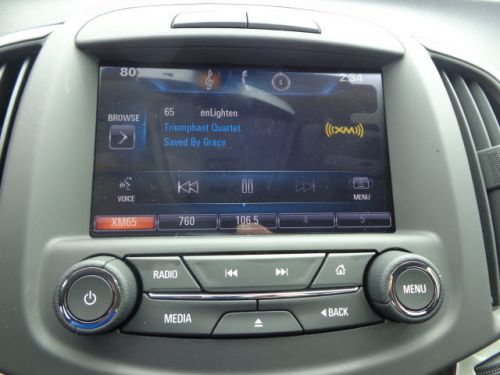 80°
2:34
65 enLighten
BROWSE
Triumphant Quartet
Saved By Grace
((XM))
VOICE
MENU
XM65 760 106.5 4 5
RADIO
MENU
MEDIA
BACK